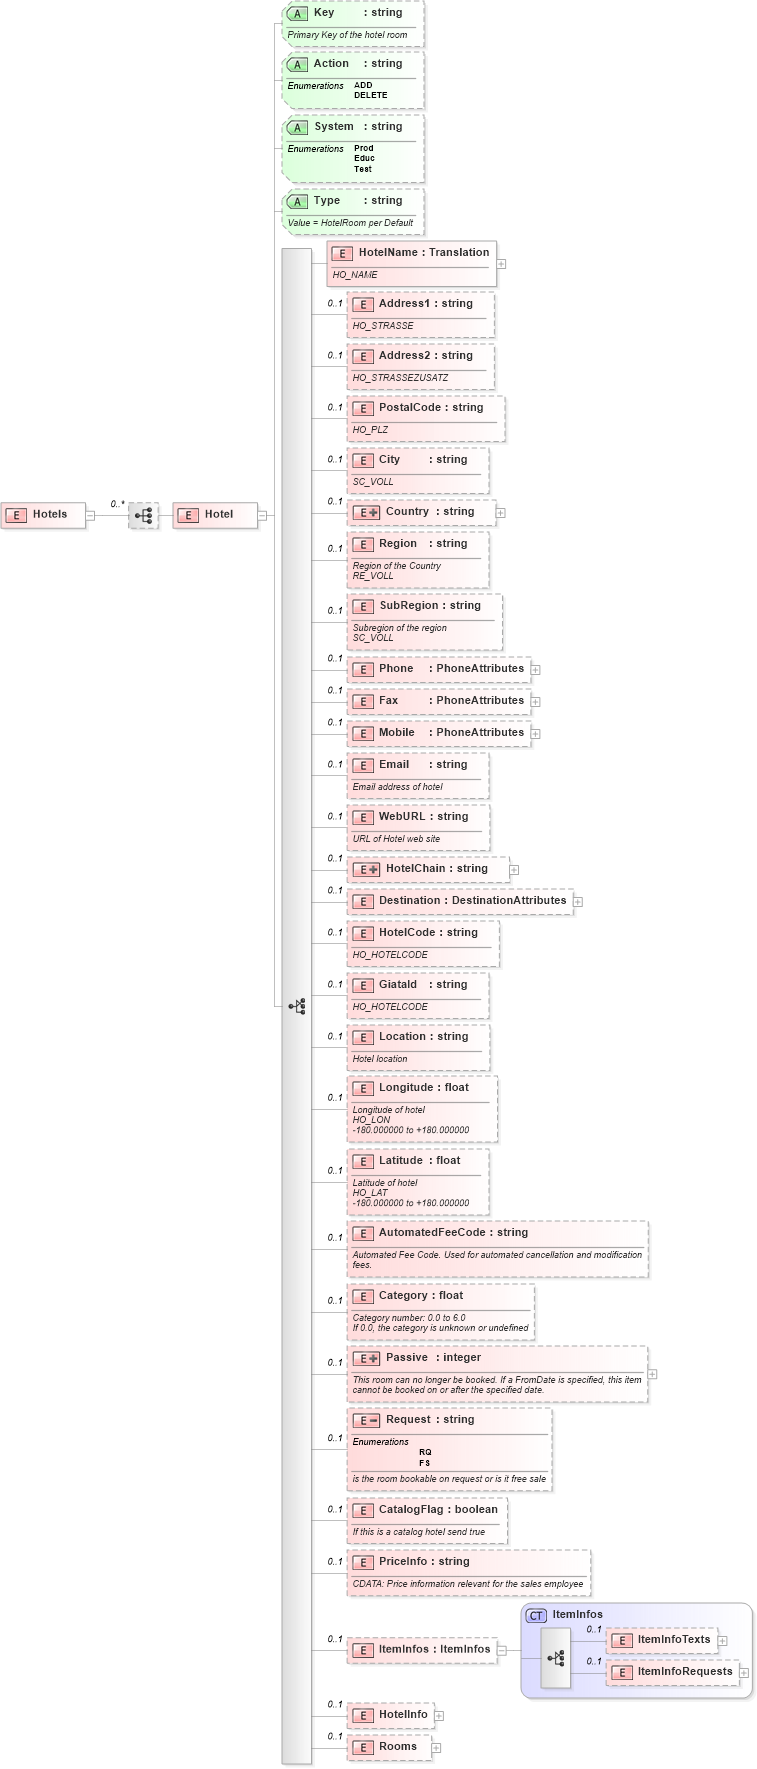 A Key : string
Primary Key of the hotel room
A Action : string
Enumerations ADD
DELETE
A System : string
Enumerations Prod
Educ
Test
A Type : string
Value = HotelRoom per Default
E HotelName : Translation
HO_NAME
0..1
E Address1 : string
HO_STRASSE
0..1
E Address2 : string
HO_STRASSEZUSATZ
0..1
E PostalCode : string
HO_PLZ
0..1
E City : string
SC_VOLL
0..1
E Country : string
E Hotels
0..*
E Hotel
0..1
E Region : string
Region of the Country
RE_VOLL
0..1
E SubRegion : string
Subregion of the region
SC_VOLL
0..1
E Phone : PhoneAttributes
0..1
E Fax : PhoneAttributes
0..1
E Mobile : PhoneAttributes
0..1
E Email : string
Email address of hotel
0..1
E WebURL : string
URL of Hotel web site
0..1
E HotelChain : string
0..1
E Destination : DestinationAttributes
0..1
E HotelCode : string
HO_HOTELCODE
0..1
E GiataId : string
HO_HOTELCODE
0..1
E Location : string
Hotel location
0..1
E Longitude : float
Longitude of hotel
HO_LON
-180.000000 to +180.000000
0..1
E Latitude : float
Latitude of hotel
HO_LAT
-180.000000 to +180.000000
0..1
E AutomatedFeeCode : string
Automated Fee Code. Used for automated cancellation and modification
fees.
0..1
E Category : float
Category number: 0.0 to 6.0
If 0.0, the category is unknown or undefined
0..1
E Passive : integer
This room can no longer be booked. If a FromDate is specified, this item
cannot be booked on or after the specified date.
0..1
E Request : string
Enumerations
RQ
FS
is the room bookable on request or is it free sale
0..1
E CatalogFlag : boolean
If this is a catalog hotel send true
0..1
E PriceInfo : string
CDATA: Price information relevant for the sales employee
0..1
E ItemInfos : ItemInfos
CT ItemInfos
0..1
E ItemInfoTexts
0..1
E ItemInfoRequests
0..1
E HotelInfo
0..1
E Rooms